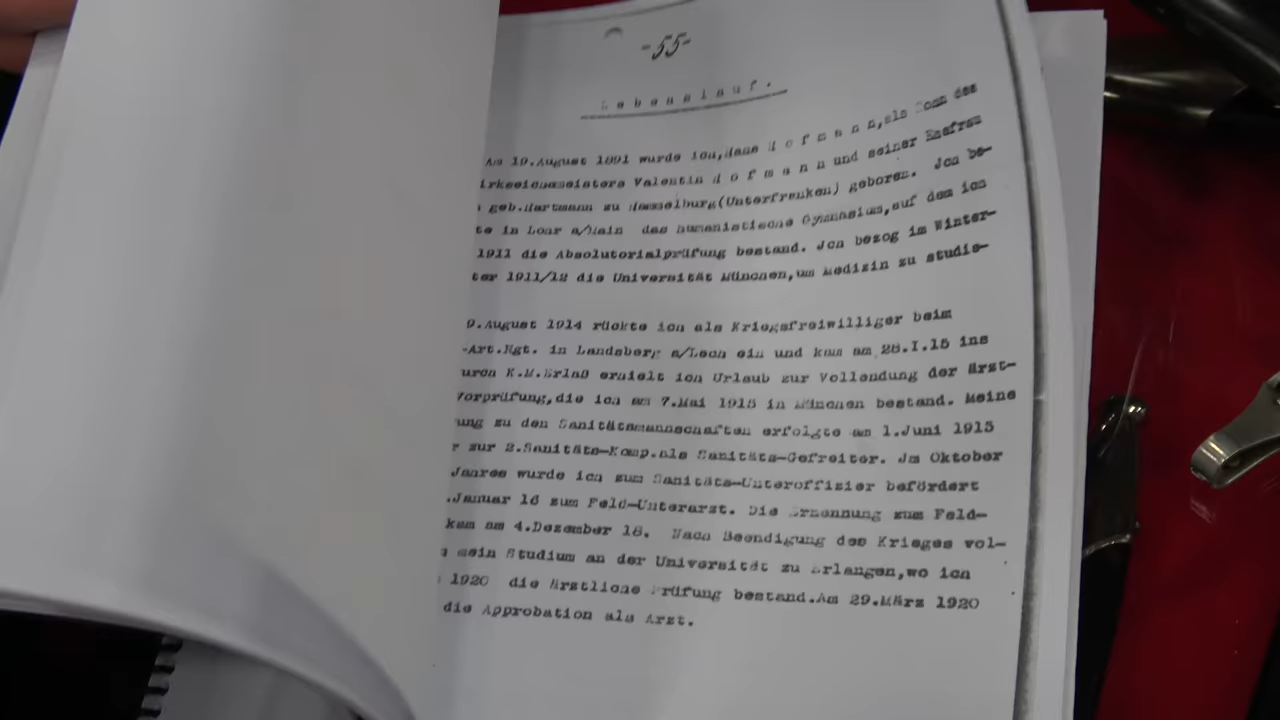 -55-
Lebenslauf.
Am 19.August 1891 wurde ich,Hans Hofmann,als Sohn des
Valentin Hofmann und seiner Ehefrau
geb.Hartmann zu Hammelburg(Unterfranken) geboren. Jch be-
te in Lohr a/Main das humanistische Gymnasium,auf dem ich
1911 die Absolutorialprüfung bestand. Jch bezog im Winter-
ter 1911/12 die Universität München,um Medizin zu studie-
9.August 1914 rückte ich als Kriegsfreiwilliger beim
-Art.Rgt. in Landsberg a/Lech ein und kam am 28.I.15 ins
urch K.M.Erlaß erhielt ich Urlaub zur Vollendung der ärzt-
Vorprüfung,die ich am 7.Mai 1915 in München bestand. Meine
ung zu den Sanitätsmannschaften erfolgte am 1.Juni 1915
r zur 2.Sanitäts-Komp.als Sanitäts-Gefreiter. Jm Oktober
Jahres wurde ich zum Sanitäts-Unteroffizier befördert
.Januar 16 zum Feld-Unterarzt. Die Ernennung zum Feld-
kam am 4.Dezember 18. Nach Beendigung des Krieges vol-
mein Studium an der Universität zu Erlangen,wo ich
1920 die ärztliche Prüfung bestand.Am 29.März 1920
die Approbation als Arzt.